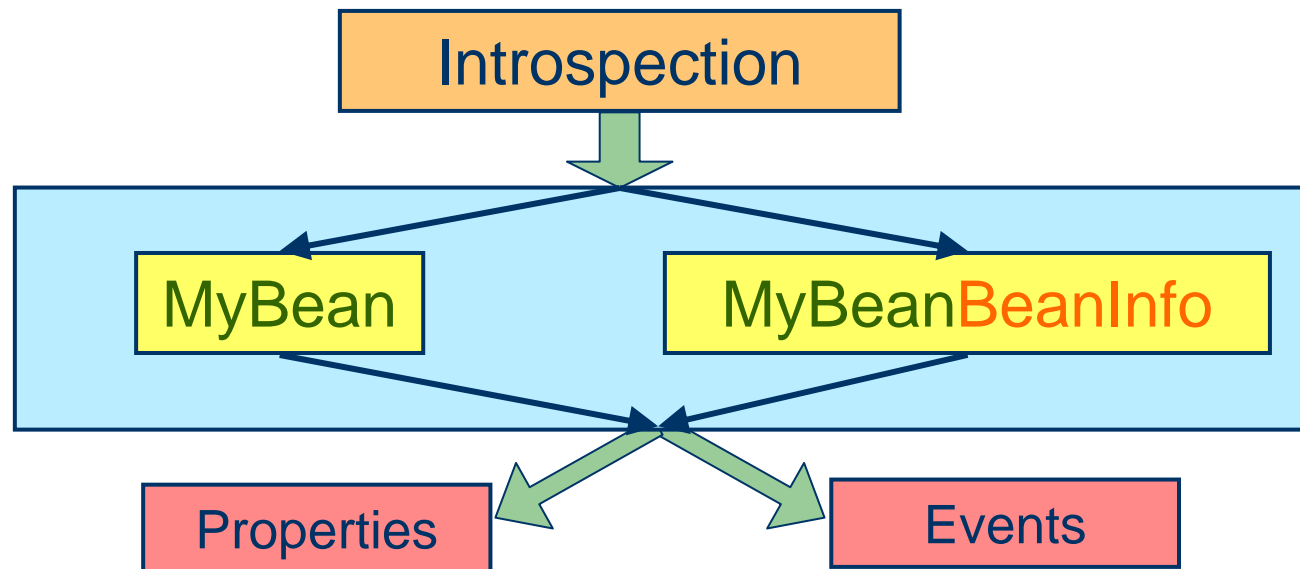 Introspection
MyBean
MyBeanBeanInfo
Properties
Events